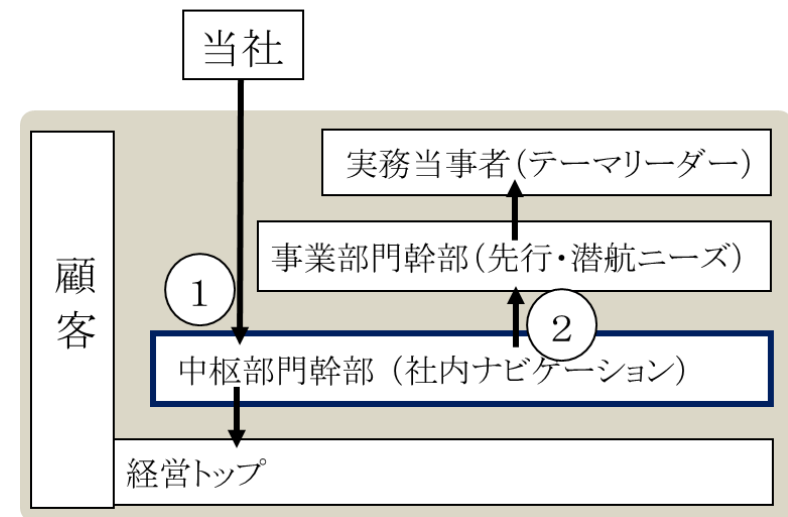 当社
実務当事者(テーマリーダー)
事業部門幹部(先行・潜航ニーズ)
顧客
1
2
中枢部門幹部 (社内ナビゲーション)
経営トップ